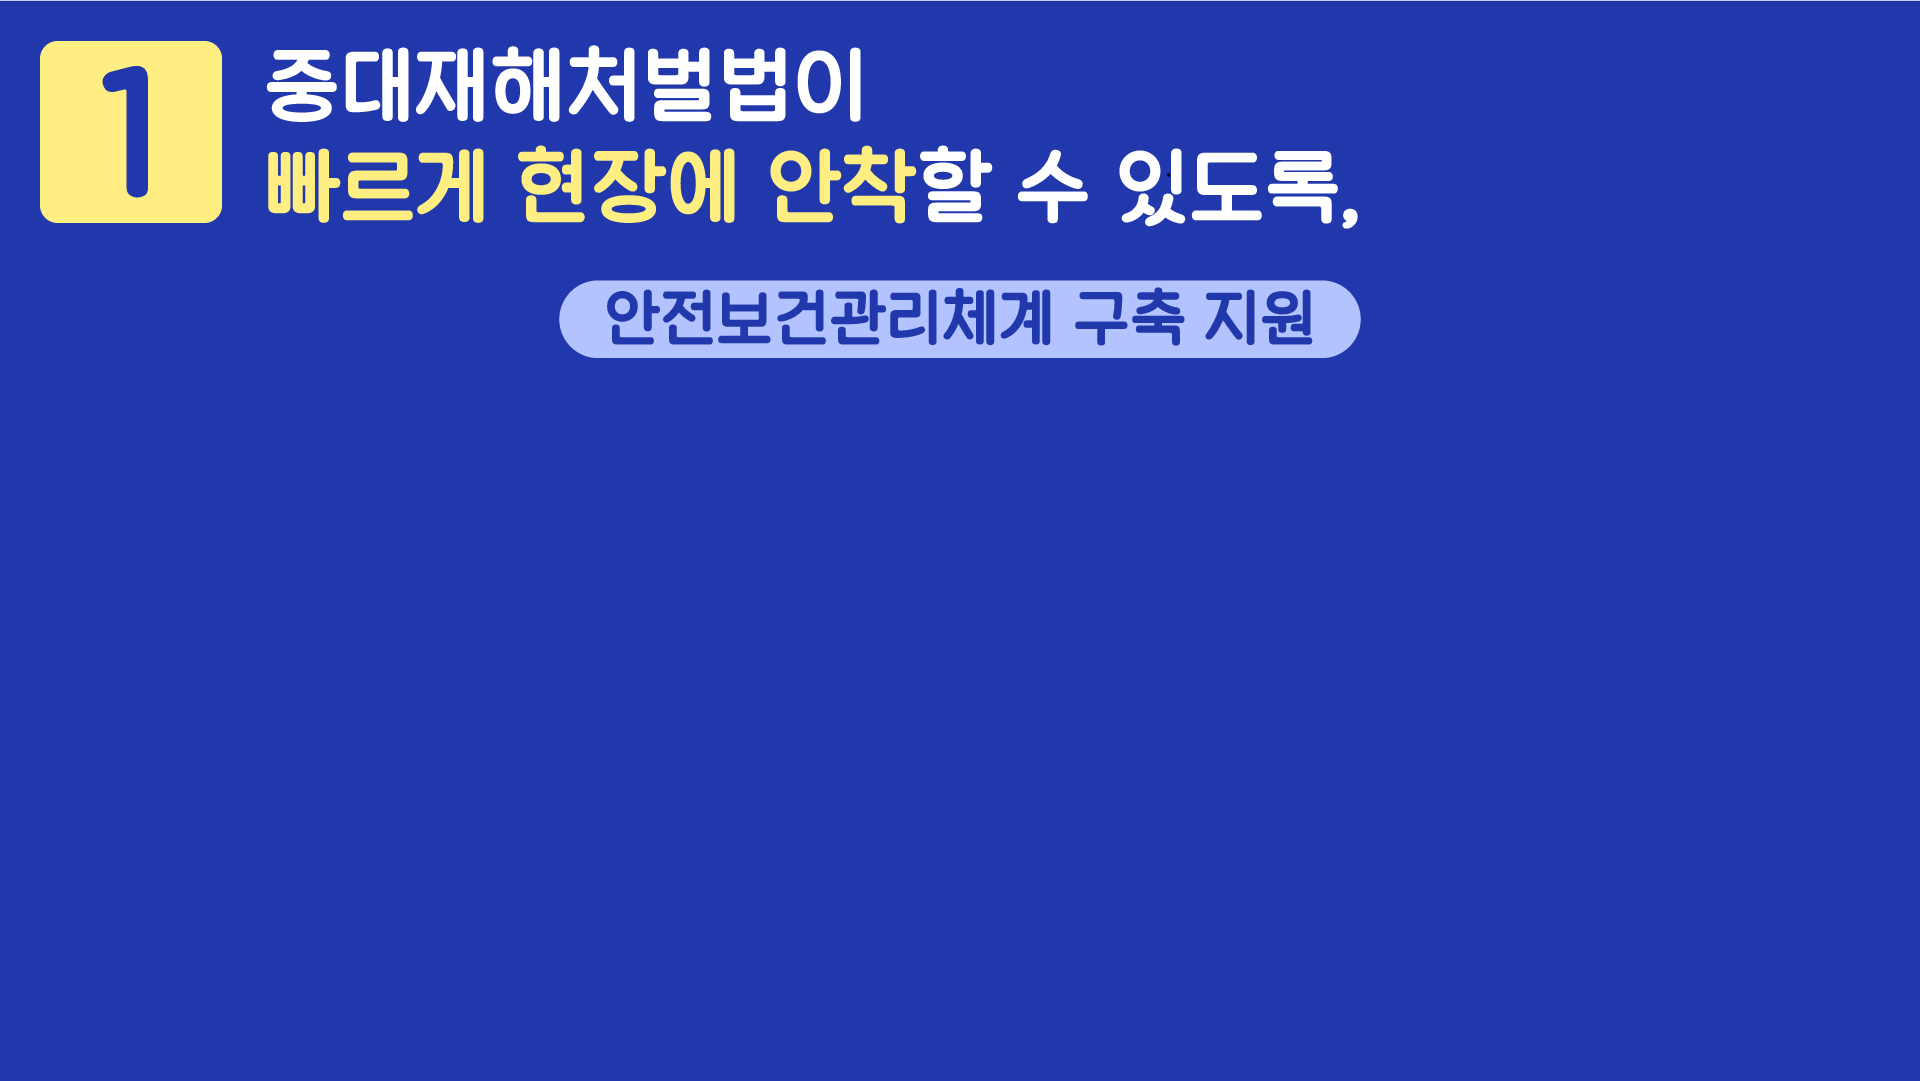 1
중대재해처벌법이
빠르게 현장에 안착할 수 있도록,
안전보건관리체계 구축 지원